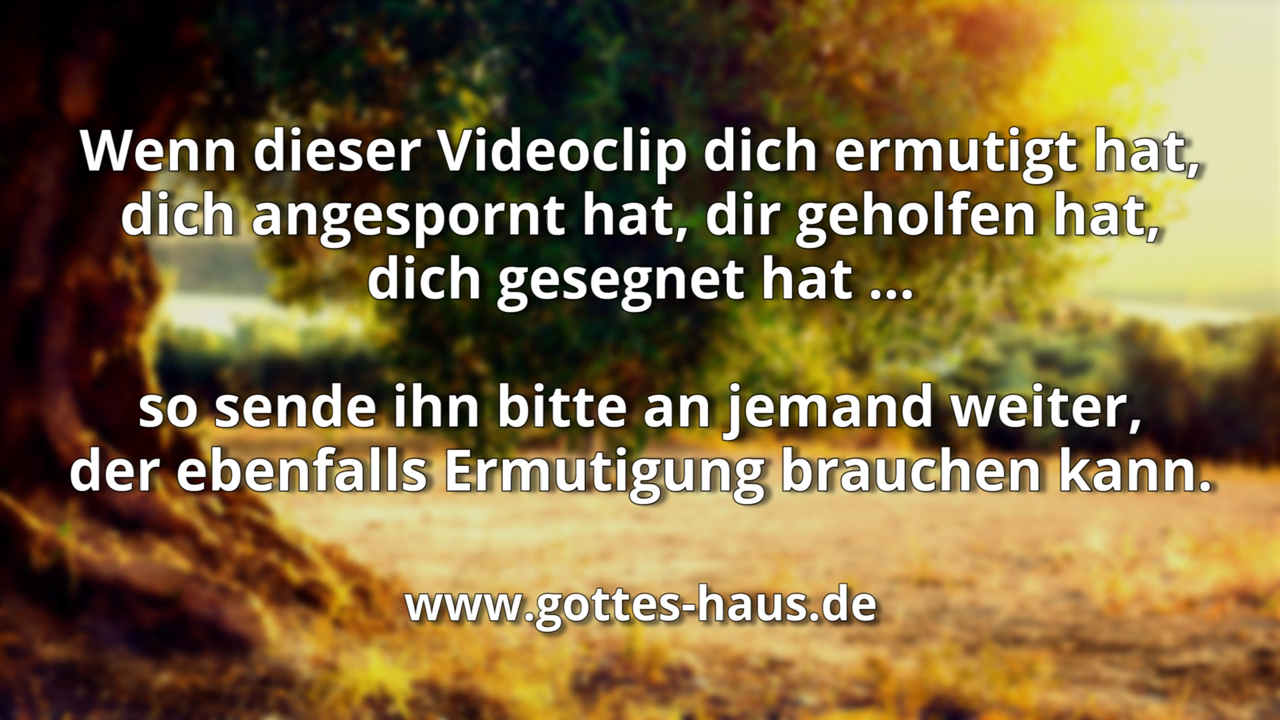 Wenn dieser Videoclip dich ermutigt hat,
dich angespornt hat, dir geholfen hat,
dich gesegnet hat ...
so sende ihn bitte an jemand weiter,
der ebenfalls Ermutigung brauchen kann.
www.gottes-haus.de